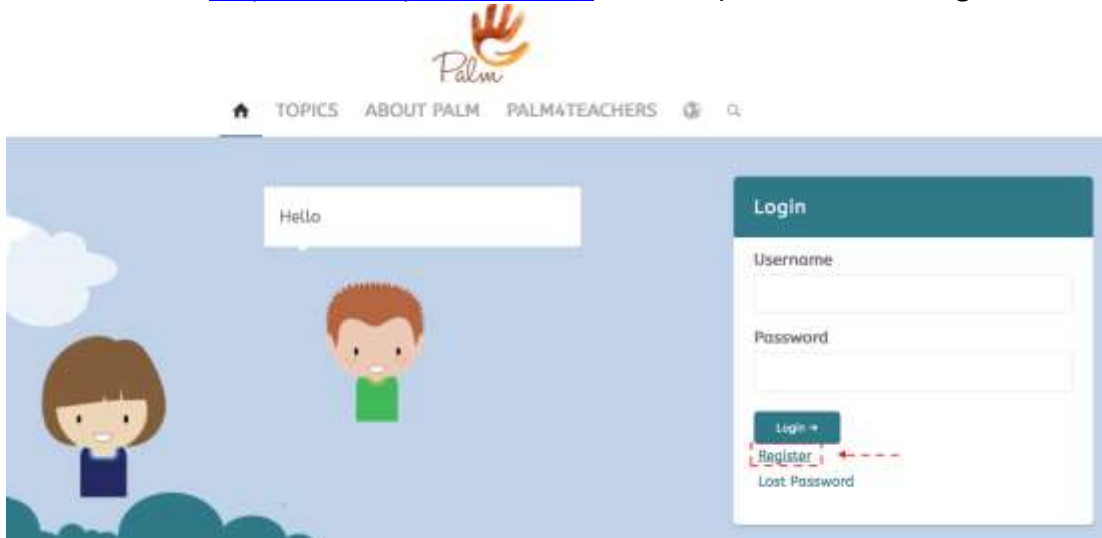 Palm
TOPICS ABOUT PALM PALM4TEACHERS
Hello
Login
Username
Password
Login →
Register
Lost Password